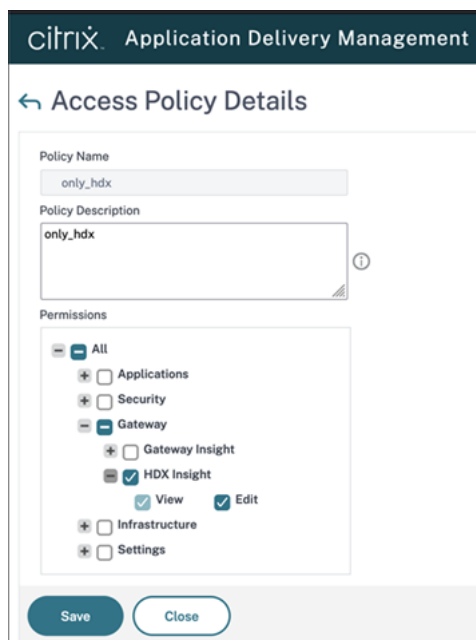 citrix. Application Delivery Management
Access Policy Details
Policy Name
only_hdx
Policy Description
only_hdx
Permissions
All
Applications
Security
Gateway
Gateway Insight
HDX Insight
View Edit
Infrastructure
Settings
Save Close